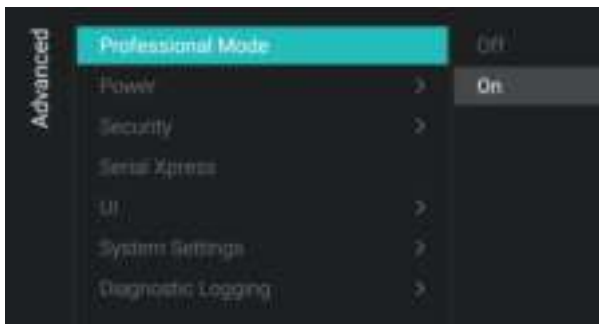 Advanced
Professional Mode
Off
Power
On
Security
Serial Xpress
UI
System Settings
Diagnostic Logging